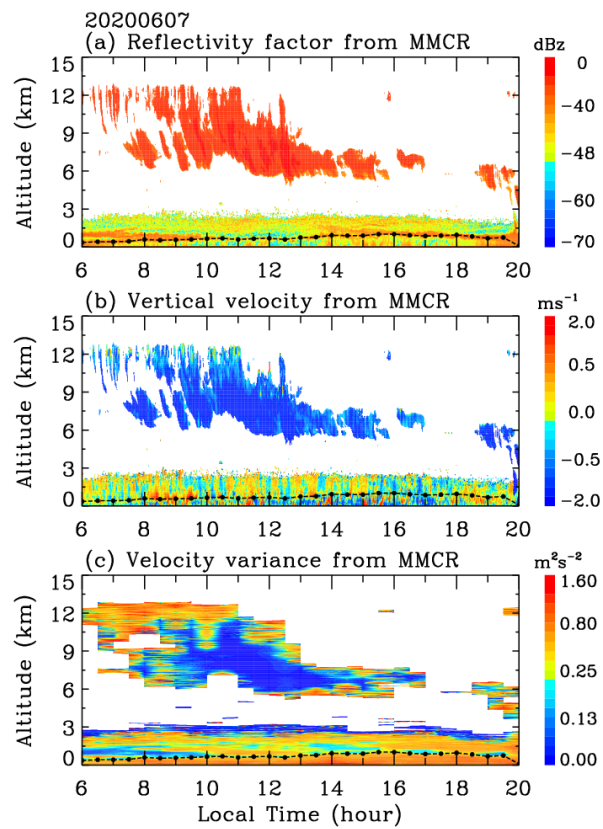 20200607
(a) Reflectivity factor from MMCR
dBz
15
12
9
6
3
0
Altitude (km)
0
−40
−48
−60
−70
6 8 10 12 14 16 18 20
(b) Vertical velocity from MMCR
ms⁻¹
15
12
9
6
3
0
Altitude (km)
2.0
0.5
0.0
−0.5
−2.0
6 8 10 12 14 16 18 20
(c) Velocity variance from MMCR
m²s⁻²
15
12
9
6
3
0
Altitude (km)
1.60
0.40
0.25
0.13
0.00
6 8 10 12 14 16 18 20
Local Time (hour)